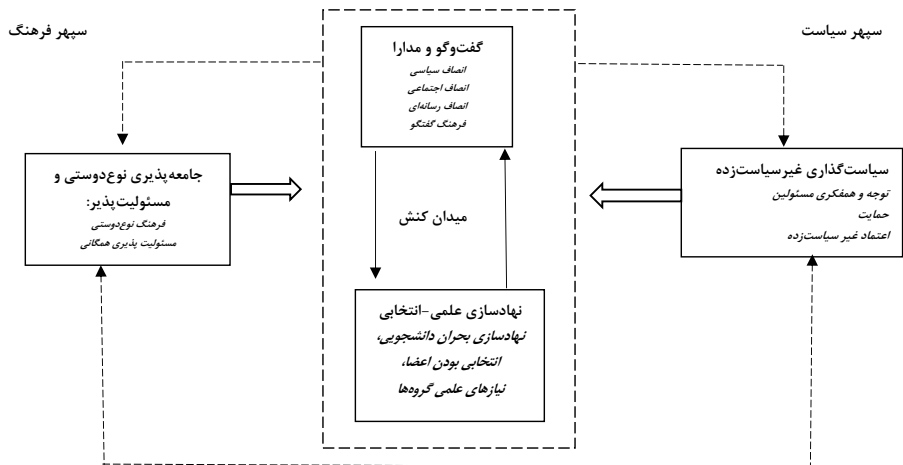 سپهر سیاست
سپهر فرهنگ
گفت‌وگو و مدارا
انصاف سیاسی
انصاف اجتماعی
انصاف رسانه‌ای
فرهنگ گفتگو
سیاست‌گذاری غیرسیاست‌زده
توجه و همفکری مسئولین
حمایت
اعتماد غیر سیاست‌زده
میدان کنش
جامعه‌پذیری نوع‌دوستی و
مسئولیت‌پذیر:
فرهنگ نوع‌دوستی
مسئولیت پذیری همگانی
نهادسازی علمی-انتخابی
نهادسازی بحران دانشجویی،
انتخابی بودن اعضا،
نیازهای علمی گروه‌ها